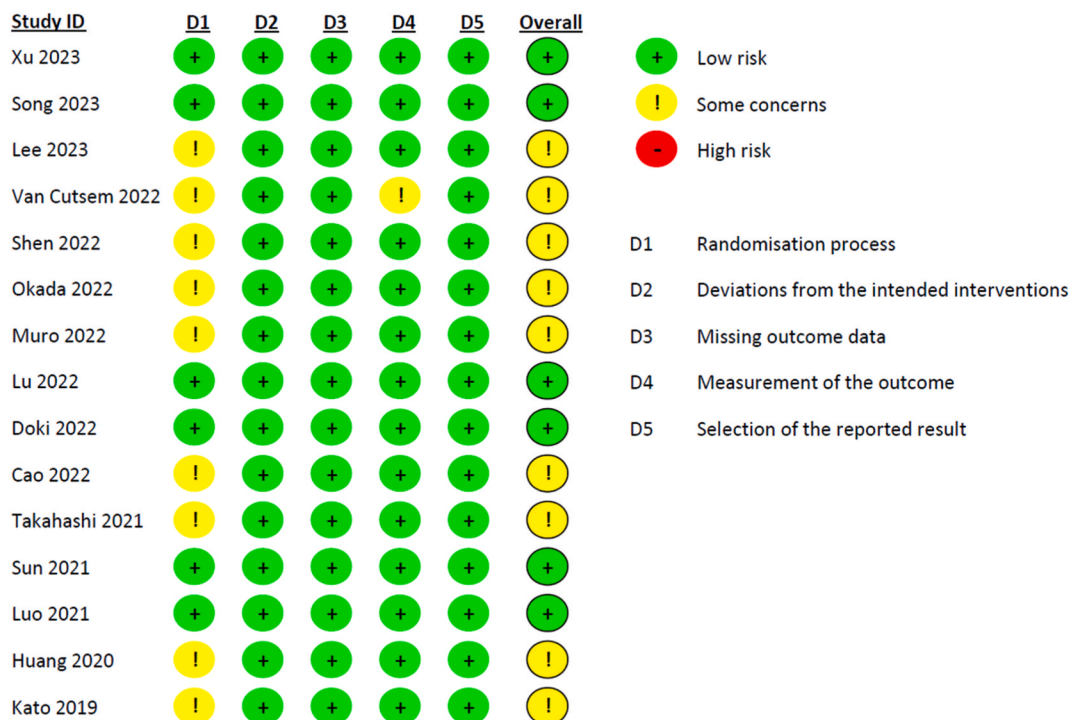 Study ID D1 D2 D3 D4 D5 Overall
Xu 2023 + + + + + +
Song 2023 + + + + + +
Lee 2023 ! + + + + !
Van Cutsem 2022 ! + + ! + !
Shen 2022 ! + + + + !
Okada 2022 ! + + + + !
Muro 2022 ! + + + + !
Lu 2022 + + + + + +
Doki 2022 + + + + + +
Cao 2022 ! + + + + !
Takahashi 2021 ! + + + + !
Sun 2021 + + + + + +
Luo 2021 + + + + + +
Huang 2020 ! + + + + !
Kato 2019 ! + + + + !
+ Low risk
! Some concerns
- High risk
D1 Randomisation process
D2 Deviations from the intended interventions
D3 Missing outcome data
D4 Measurement of the outcome
D5 Selection of the reported result